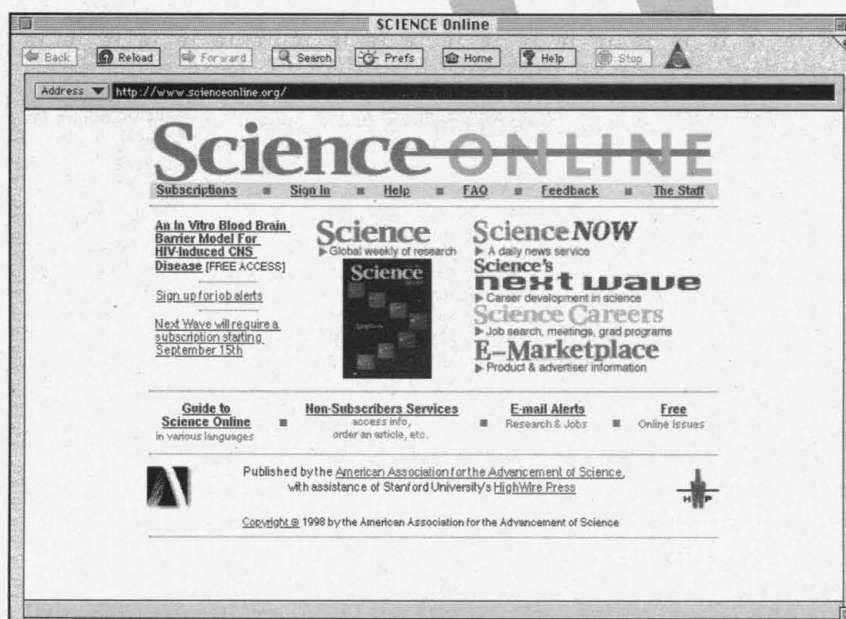 SCIENCE Online
Back Reload Forward Search Prefs Home Help Stop
Address http://www.scienceonline.org/
Science ONLINE
Subscriptions Sign In Help FAQ Feedback The Staff
An In Vitro Blood Brain
Barrier Model For
HIV-Induced CNS
Disease [FREE ACCESS]
Sign up for job alerts
Next Wave will require a
subscription starting
September 15th
Science
Global weekly of research
Science
ScienceNOW
A daily news service
Science's
next wave
Career development in science
Science Careers
Job search, meetings, grad programs
E-Marketplace
Product & advertiser information
Guide to
Science Online
in various languages
Non-Subscribers Services
access info,
order an article, etc.
E-mail Alerts
Research & Jobs
Free
Online Issues
Published by the American Association for the Advancement of Science,
with assistance of Stanford University's HighWire Press
H W P
Copyright © 1998 by the American Association for the Advancement of Science